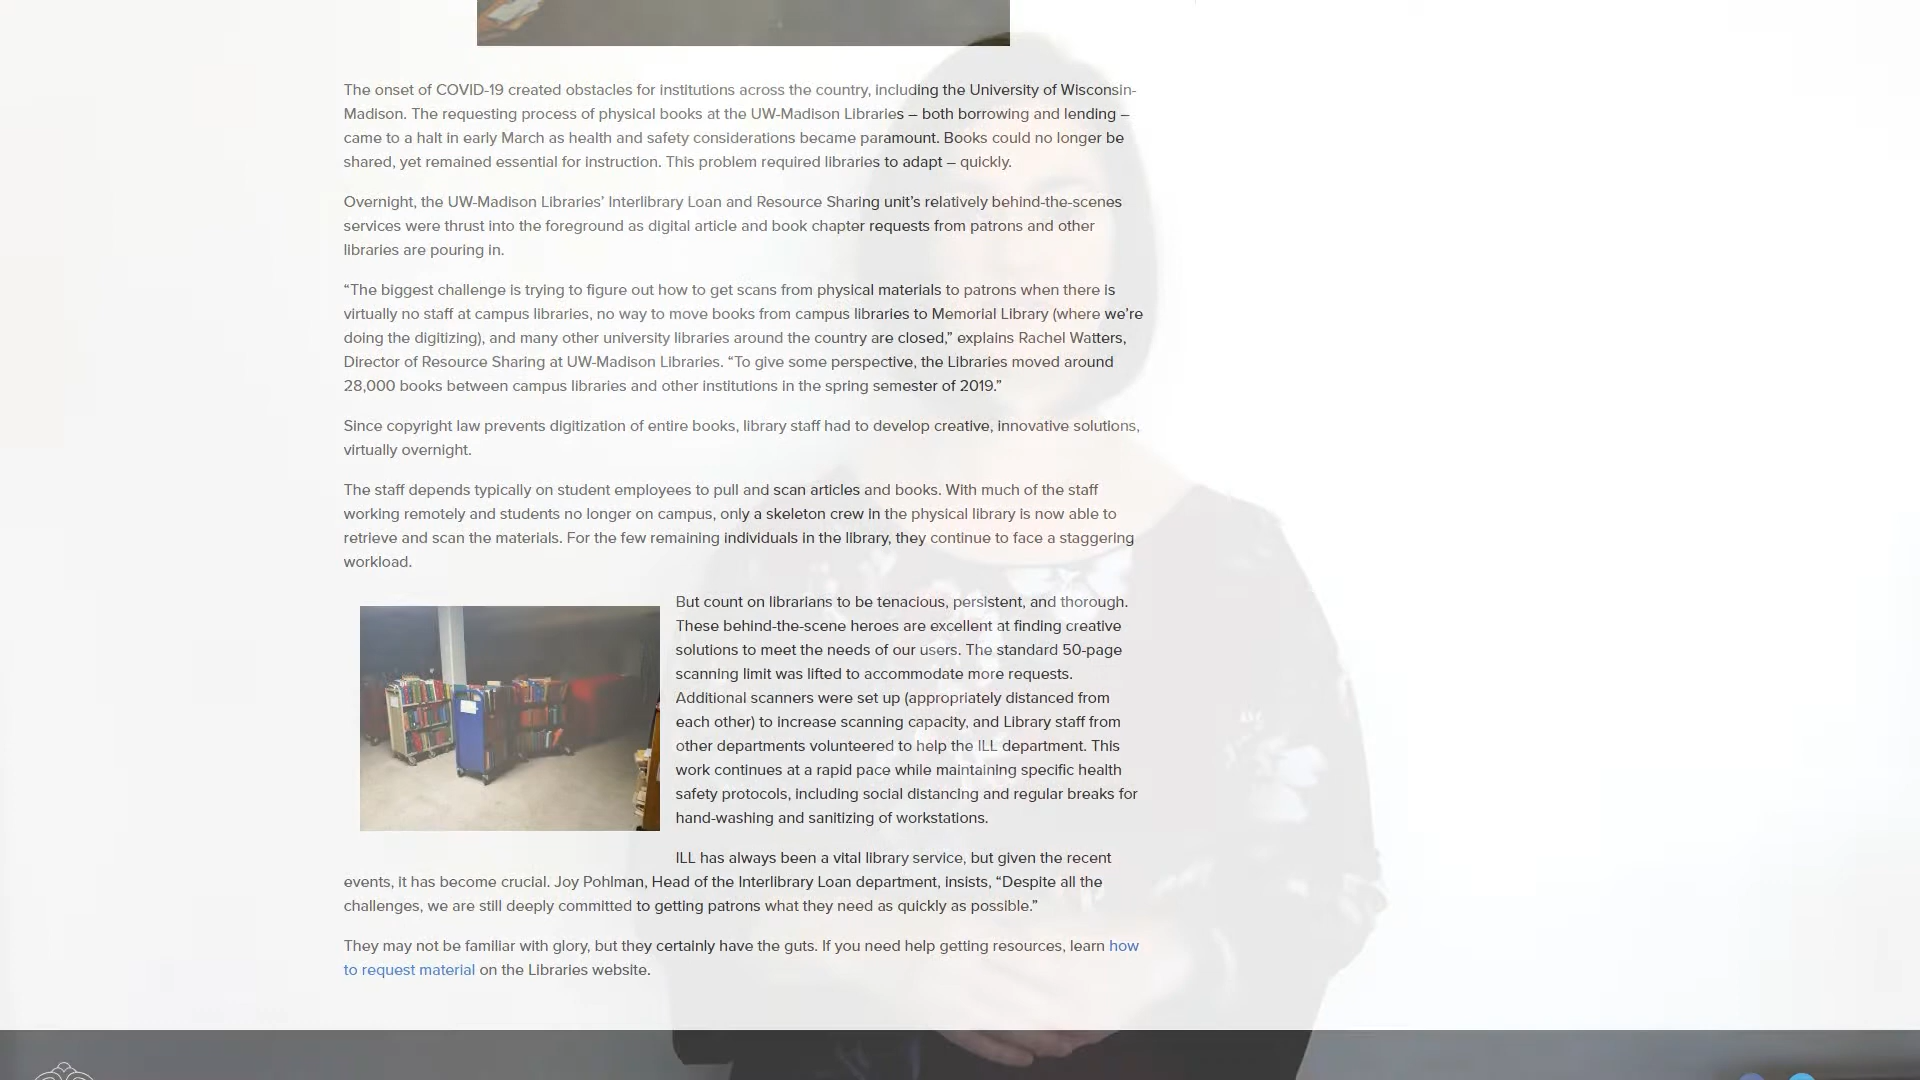 The onset of COVID-19 created obstacles for institutions across the country, including the University of Wisconsin-
Madison. The requesting process of physical books at the UW-Madison Libraries – both borrowing and lending –
came to a halt in early March as health and safety considerations became paramount. Books could no longer be
shared, yet remained essential for instruction. This problem required libraries to adapt – quickly.
Overnight, the UW-Madison Libraries’ Interlibrary Loan and Resource Sharing unit’s relatively behind-the-scenes
services were thrust into the foreground as digital article and book chapter requests from patrons and other
libraries are pouring in.
“The biggest challenge is trying to figure out how to get scans from physical materials to patrons when there is
virtually no staff at campus libraries, no way to move books from campus libraries to Memorial Library (where we’re
doing the digitizing), and many other university libraries around the country are closed,” explains Rachel Watters,
Director of Resource Sharing at UW-Madison Libraries. “To give some perspective, the Libraries moved around
28,000 books between campus libraries and other institutions in the spring semester of 2019.”
Since copyright law prevents digitization of entire books, library staff had to develop creative, innovative solutions,
virtually overnight.
The staff depends typically on student employees to pull and scan articles and books. With much of the staff
working remotely and students no longer on campus, only a skeleton crew in the physical library is now able to
retrieve and scan the materials. For the few remaining individuals in the library, they continue to face a staggering
workload.
But count on librarians to be tenacious, persistent, and thorough.
These behind-the-scene heroes are excellent at finding creative
solutions to meet the needs of our users. The standard 50-page
scanning limit was lifted to accommodate more requests.
Additional scanners were set up (appropriately distanced from
each other) to increase scanning capacity, and Library staff from
other departments volunteered to help the ILL department. This
work continues at a rapid pace while maintaining specific health
safety protocols, including social distancing and regular breaks for
hand-washing and sanitizing of workstations.
ILL has always been a vital library service, but given the recent
events, it has become crucial. Joy Pohlman, Head of the Interlibrary Loan department, insists, “Despite all the
challenges, we are still deeply committed to getting patrons what they need as quickly as possible.”
They may not be familiar with glory, but they certainly have the guts. If you need help getting resources, learn how
to request material on the Libraries website.